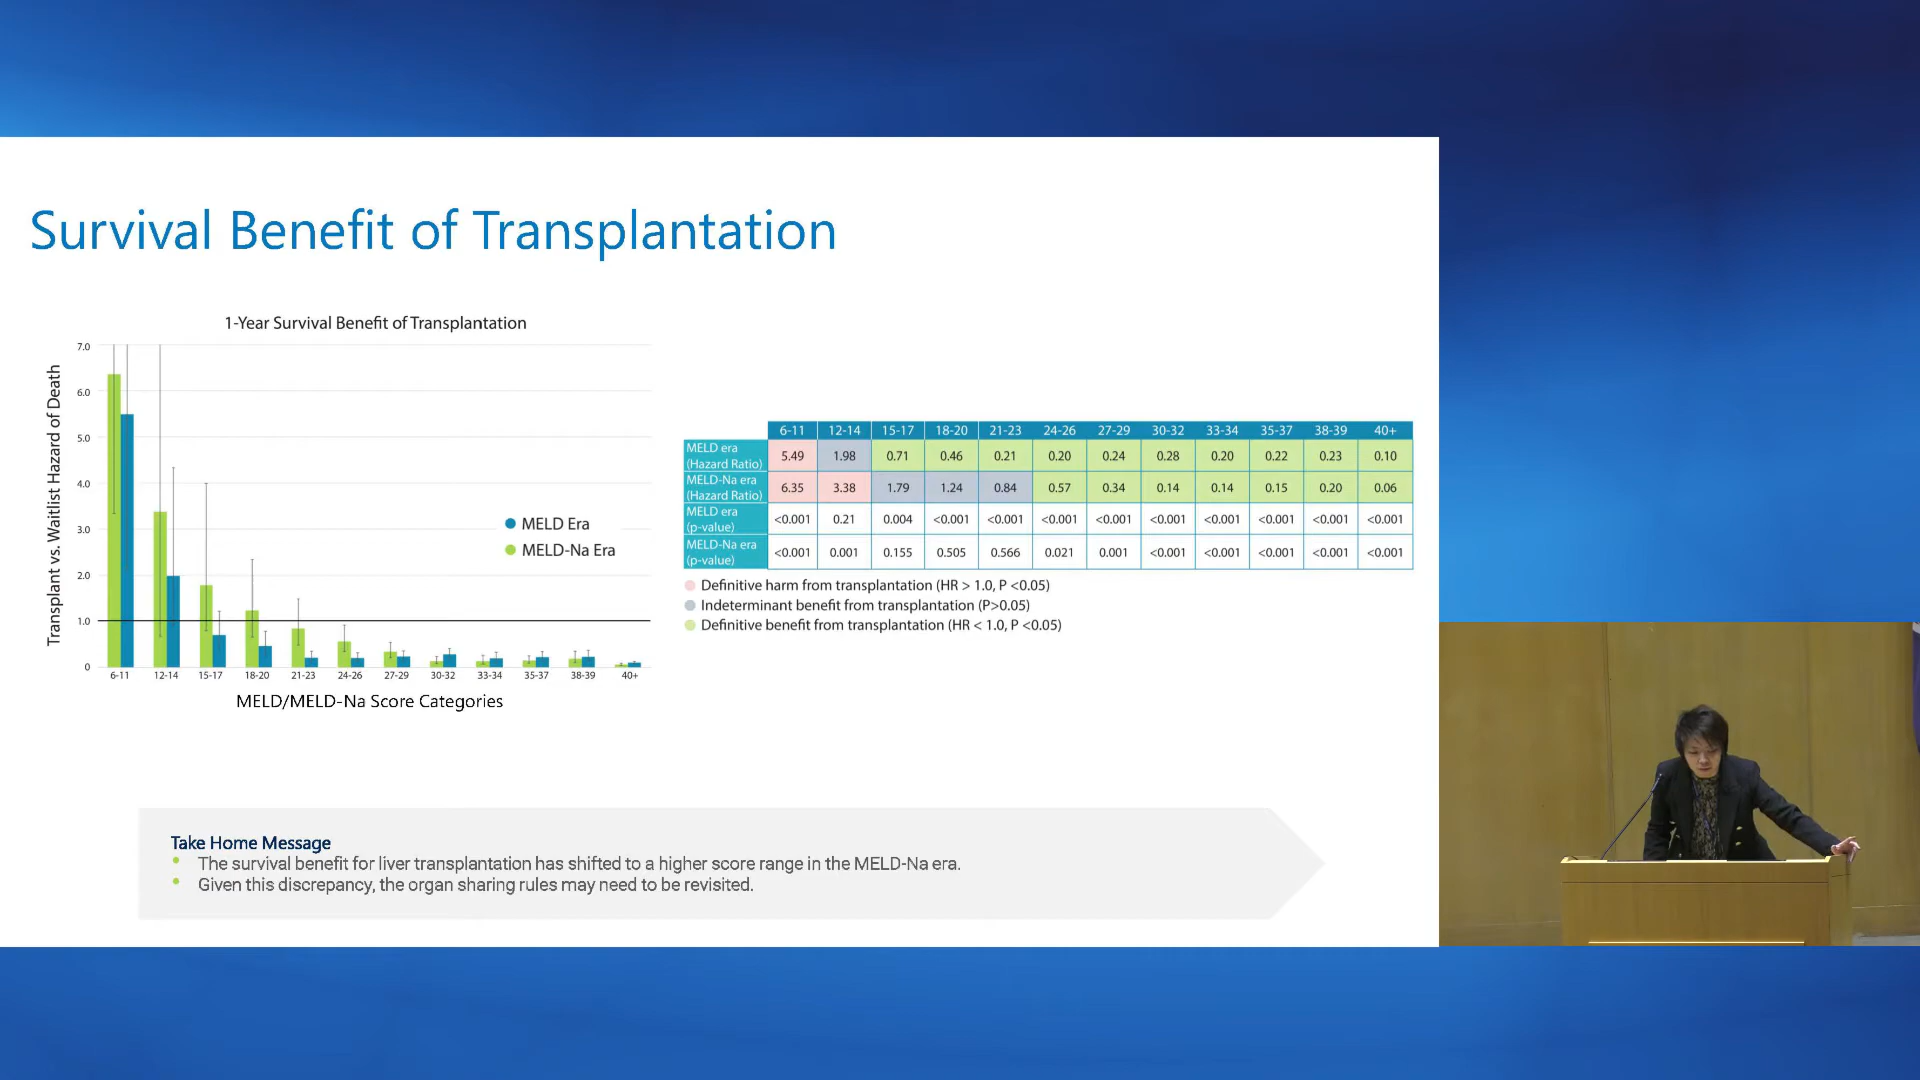 Survival Benefit of Transplantation
1-Year Survival Benefit of Transplantation
Transplant vs. Waitlist Hazard of Death
7.0
6.0
5.0
4.0
3.0
2.0
1.0
0
MELD Era
MELD-Na Era
6-11 12-14 15-17 18-20 21-23 24-26 27-29 30-32 33-34 35-37 38-39 40+
MELD/MELD-Na Score Categories
6-11 12-14 15-17 18-20 21-23 24-26 27-29 30-32 33-34 35-37 38-39 40+
MELD era
(Hazard Ratio) 5.49 1.98 0.71 0.46 0.21 0.20 0.24 0.28 0.20 0.22 0.23 0.10
MELD-Na era
(Hazard Ratio) 6.35 3.38 1.79 1.24 0.84 0.57 0.34 0.14 0.14 0.15 0.20 0.06
MELD era
(p-value) <0.001 0.21 0.004 <0.001 <0.001 <0.001 <0.001 <0.001 <0.001 <0.001 <0.001 <0.001
MELD-Na era
(p-value) <0.001 0.001 0.155 0.505 0.566 0.021 0.001 <0.001 <0.001 <0.001 <0.001 <0.001
Definitive harm from transplantation (HR > 1.0, P <0.05)
Indeterminant benefit from transplantation (P>0.05)
Definitive benefit from transplantation (HR < 1.0, P <0.05)
Take Home Message
• The survival benefit for liver transplantation has shifted to a higher score range in the MELD-Na era.
• Given this discrepancy, the organ sharing rules may need to be revisited.